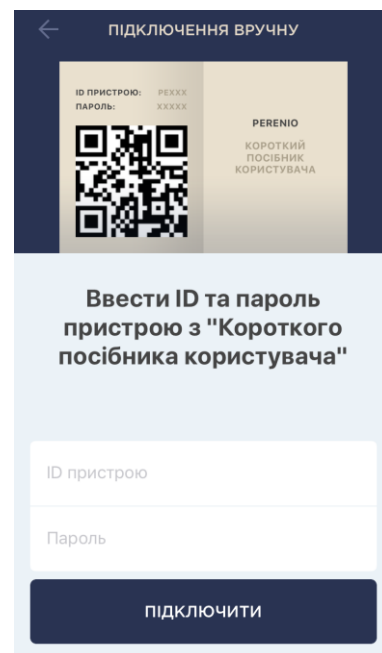 ПІДКЛЮЧЕННЯ ВРУЧНУ
ID ПРИСТРОЮ: PEXXX
ПАРОЛЬ: XXXXX
PERENIO
КОРОТКИЙ
ПОСІБНИК
КОРИСТУВАЧА
Ввести ID та пароль
пристрою з "Короткого
посібника користувача"
ID пристрою
Пароль
ПІДКЛЮЧИТИ